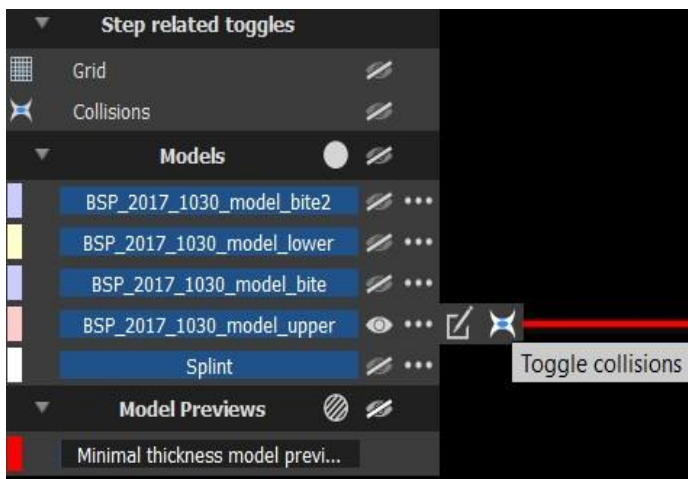 Step related toggles
Grid
Collisions
Models
BSP_2017_1030_model_bite2
BSP_2017_1030_model_lower
BSP_2017_1030_model_bite
BSP_2017_1030_model_upper
Toggle collisions
Splint
Model Previews
Minimal thickness model previ...